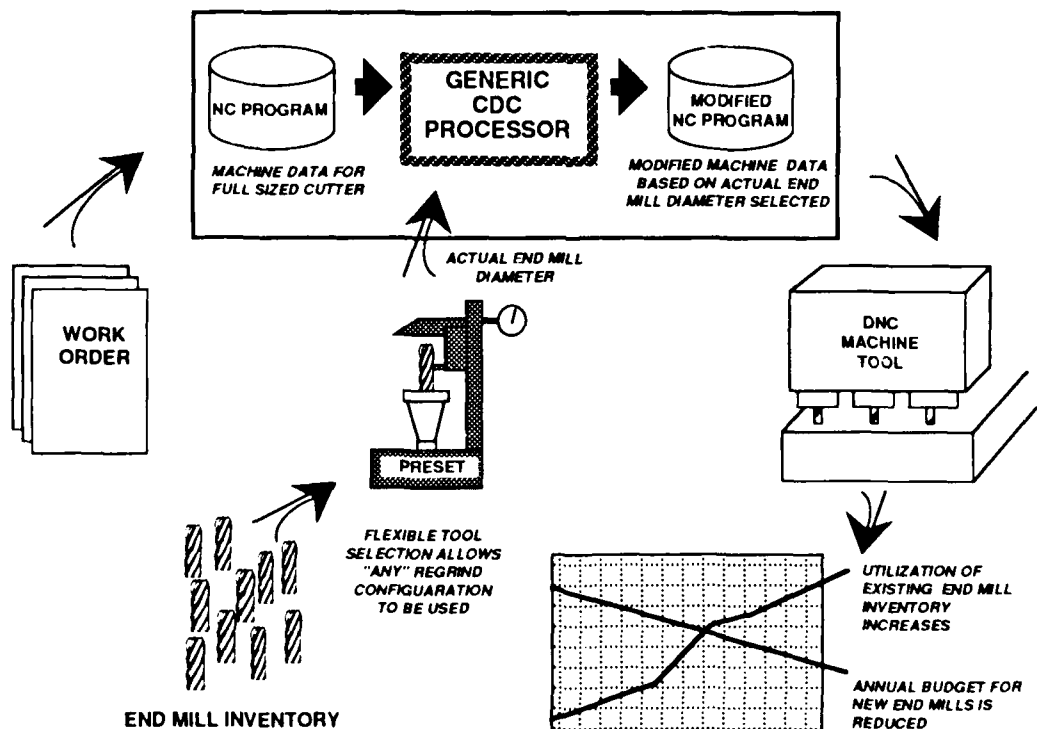 NC PROGRAM
GENERIC
CDC
PROCESSOR
MODIFIED
NC PROGRAM
MACHINE DATA FOR
FULL SIZED CUTTER
MODIFIED MACHINE DATA
BASED ON ACTUAL END
MILL DIAMETER SELECTED
ACTUAL END MILL
DIAMETER
WORK
ORDER
DNC
MACHINE
TOOL
PRESET
FLEXIBLE TOOL
SELECTION ALLOWS
"ANY" REGRIND
CONFIGUARATION
TO BE USED
END MILL INVENTORY
UTILIZATION OF
EXISTING END MILL
INVENTORY
INCREASES
ANNUAL BUDGET FOR
NEW END MILLS IS
REDUCED